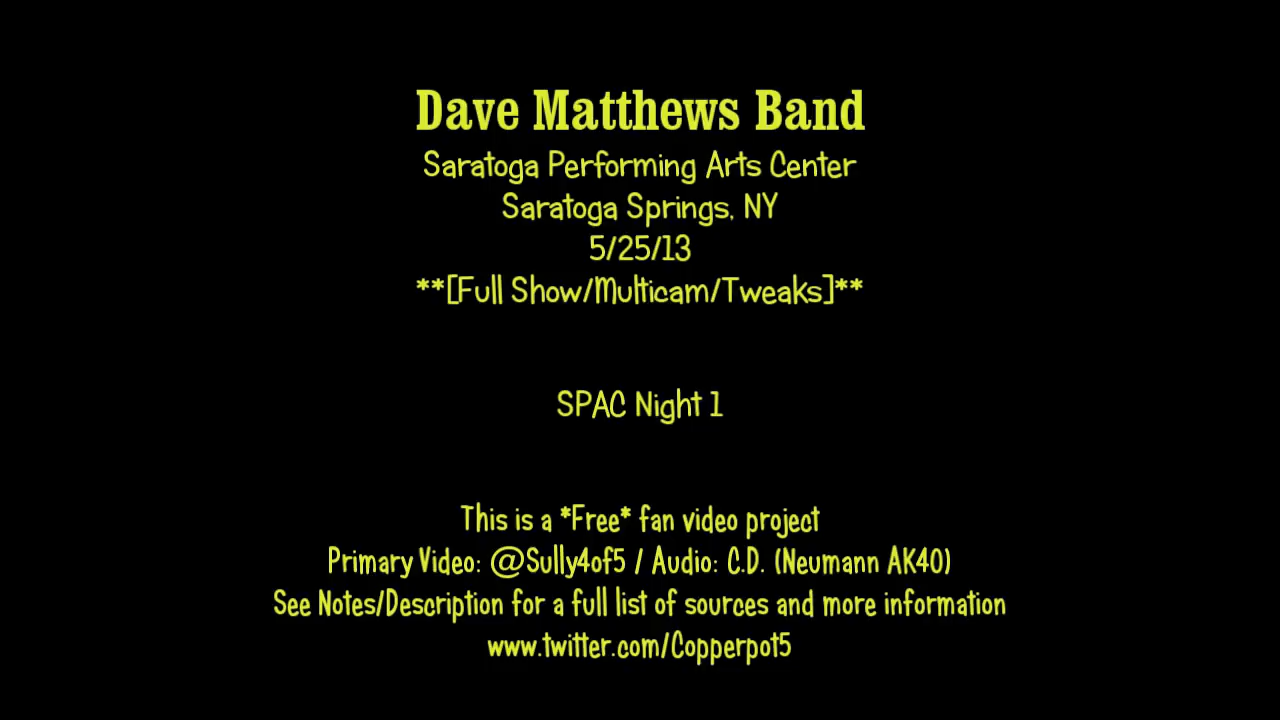 Dave Matthews Band
Saratoga Performing Arts Center
Saratoga Springs, NY
5/25/13
**[Full Show/Multicam/Tweaks]**
SPAC Night 1
This is a *Free* fan video project
Primary Video: @Sully4of5 / Audio: C.D. (Neumann AK40)
See Notes/Description for a full list of sources and more information
www.twitter.com/Copperpot5